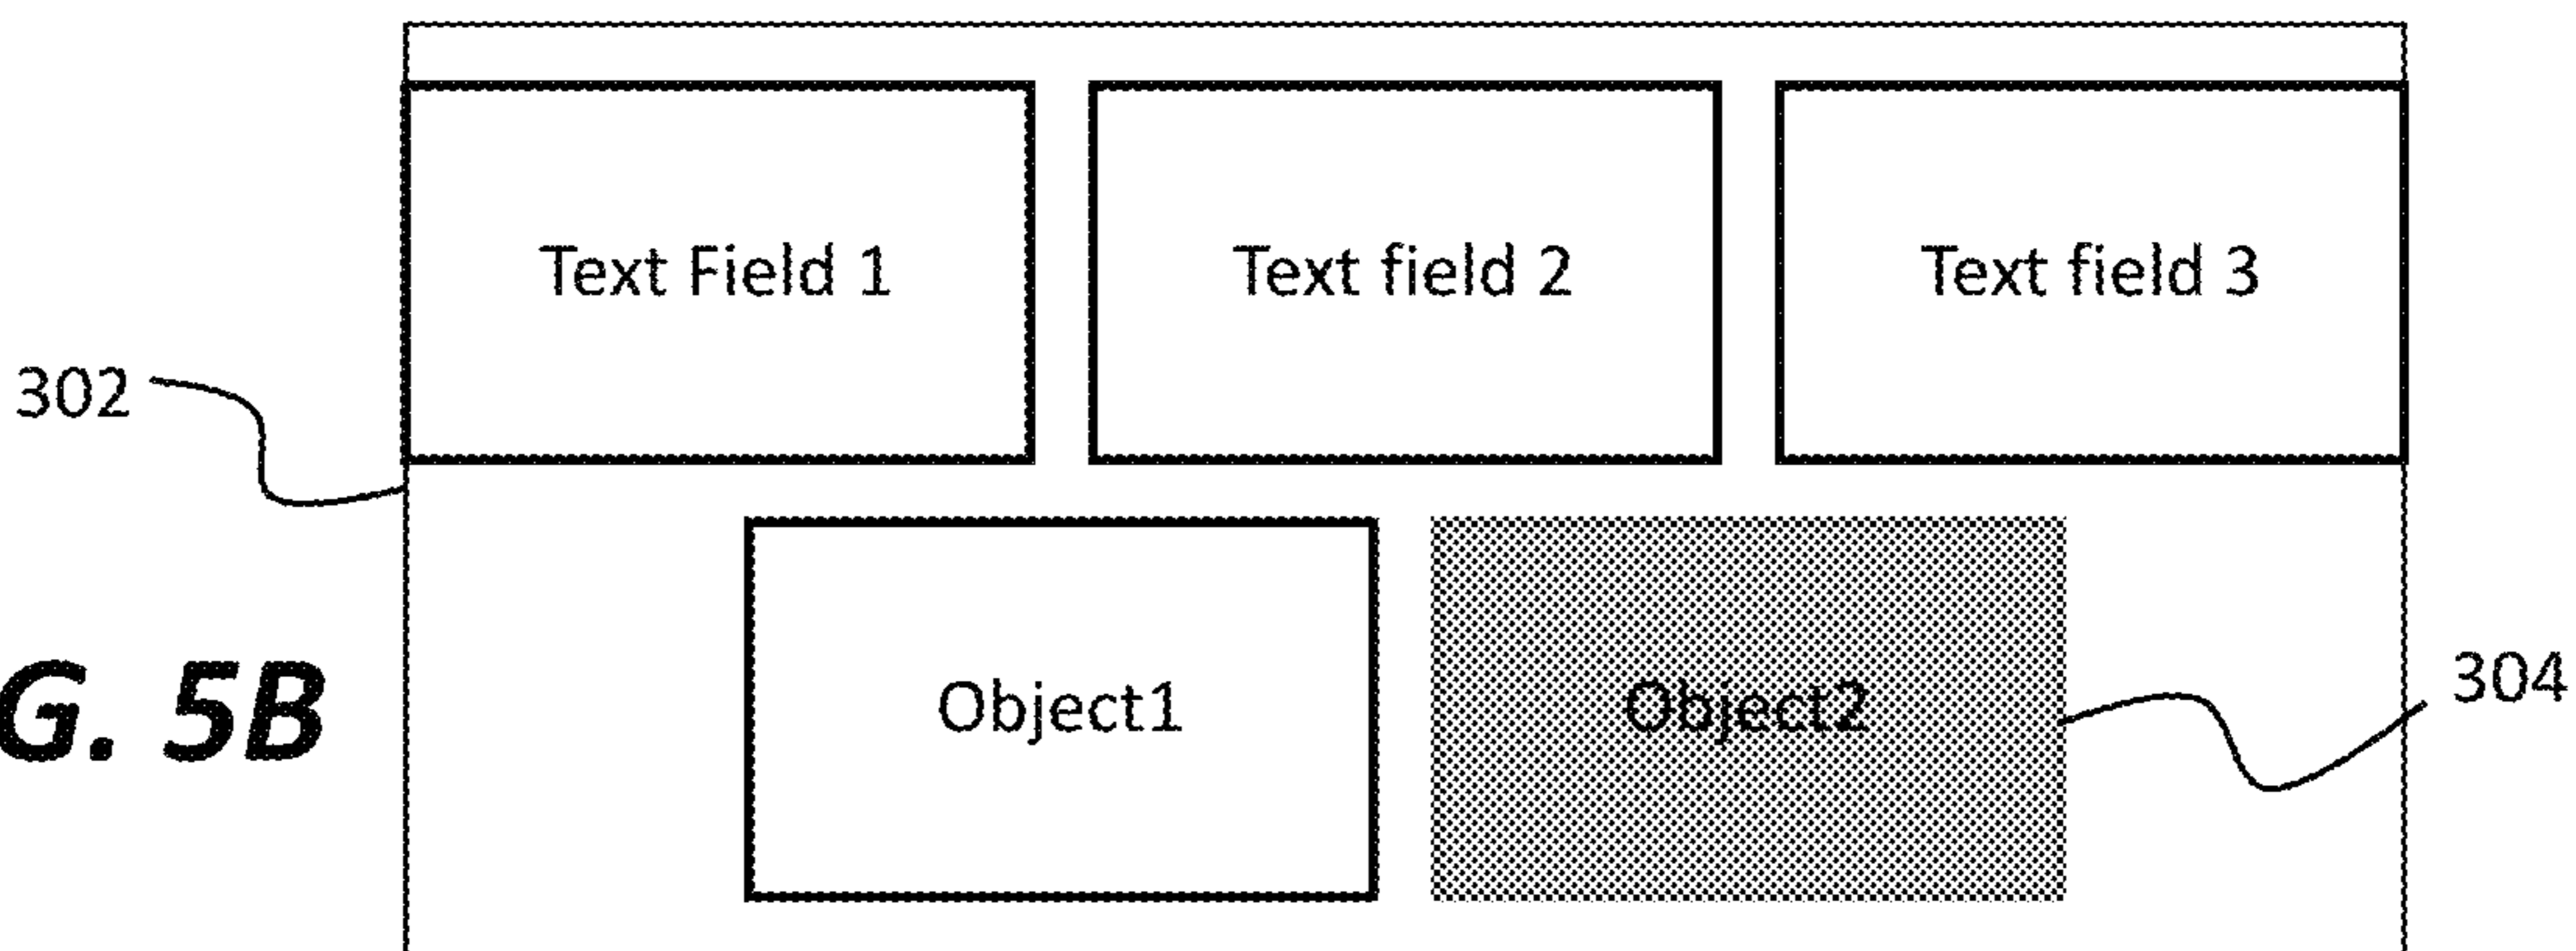 Text Field 1 Text field 2 Text field 3
302
Object1 Object2
304
G. 5B